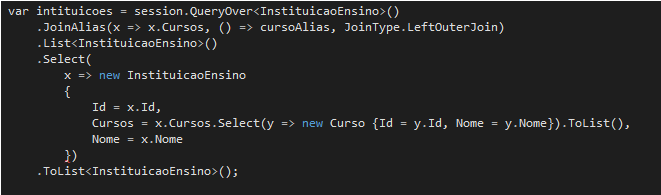 var intituicoes = session.QueryOver<InstituicaoEnsino>()
.JoinAlias(x => x.Cursos, () => cursoAlias, JoinType.LeftOuterJoin)
.List<InstituicaoEnsino>()
.Select(
x => new InstituicaoEnsino
{
Id = x.Id,
Cursos = x.Cursos.Select(y => new Curso {Id = y.Id, Nome = y.Nome}).ToList(),
Nome = x.Nome
})
.ToList<InstituicaoEnsino>();